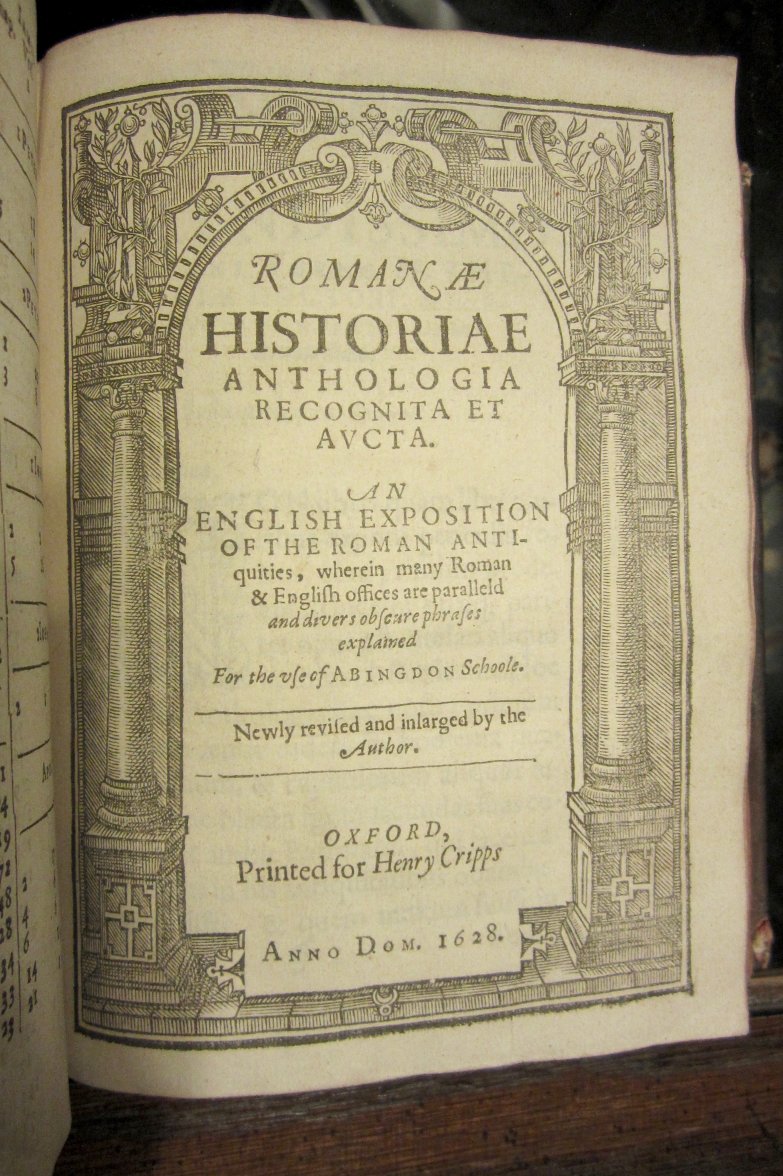 ROMANÆ
HISTORIAE
ANTHOLOGIA
RECOGNITA ET
AVCTA.
AN
ENGLISH EXPOSITION
OF THE ROMAN ANTI-
quities, wherein many Roman
& Engliſh offices are paralleld
and divers obſcure phraſes
explained
For the vſe of ABINGDON Schoole.
Newly reviſed and inlarged by the
Author.
OXFORD,
Printed for Henry Cripps
ANNO DOM. 1628.